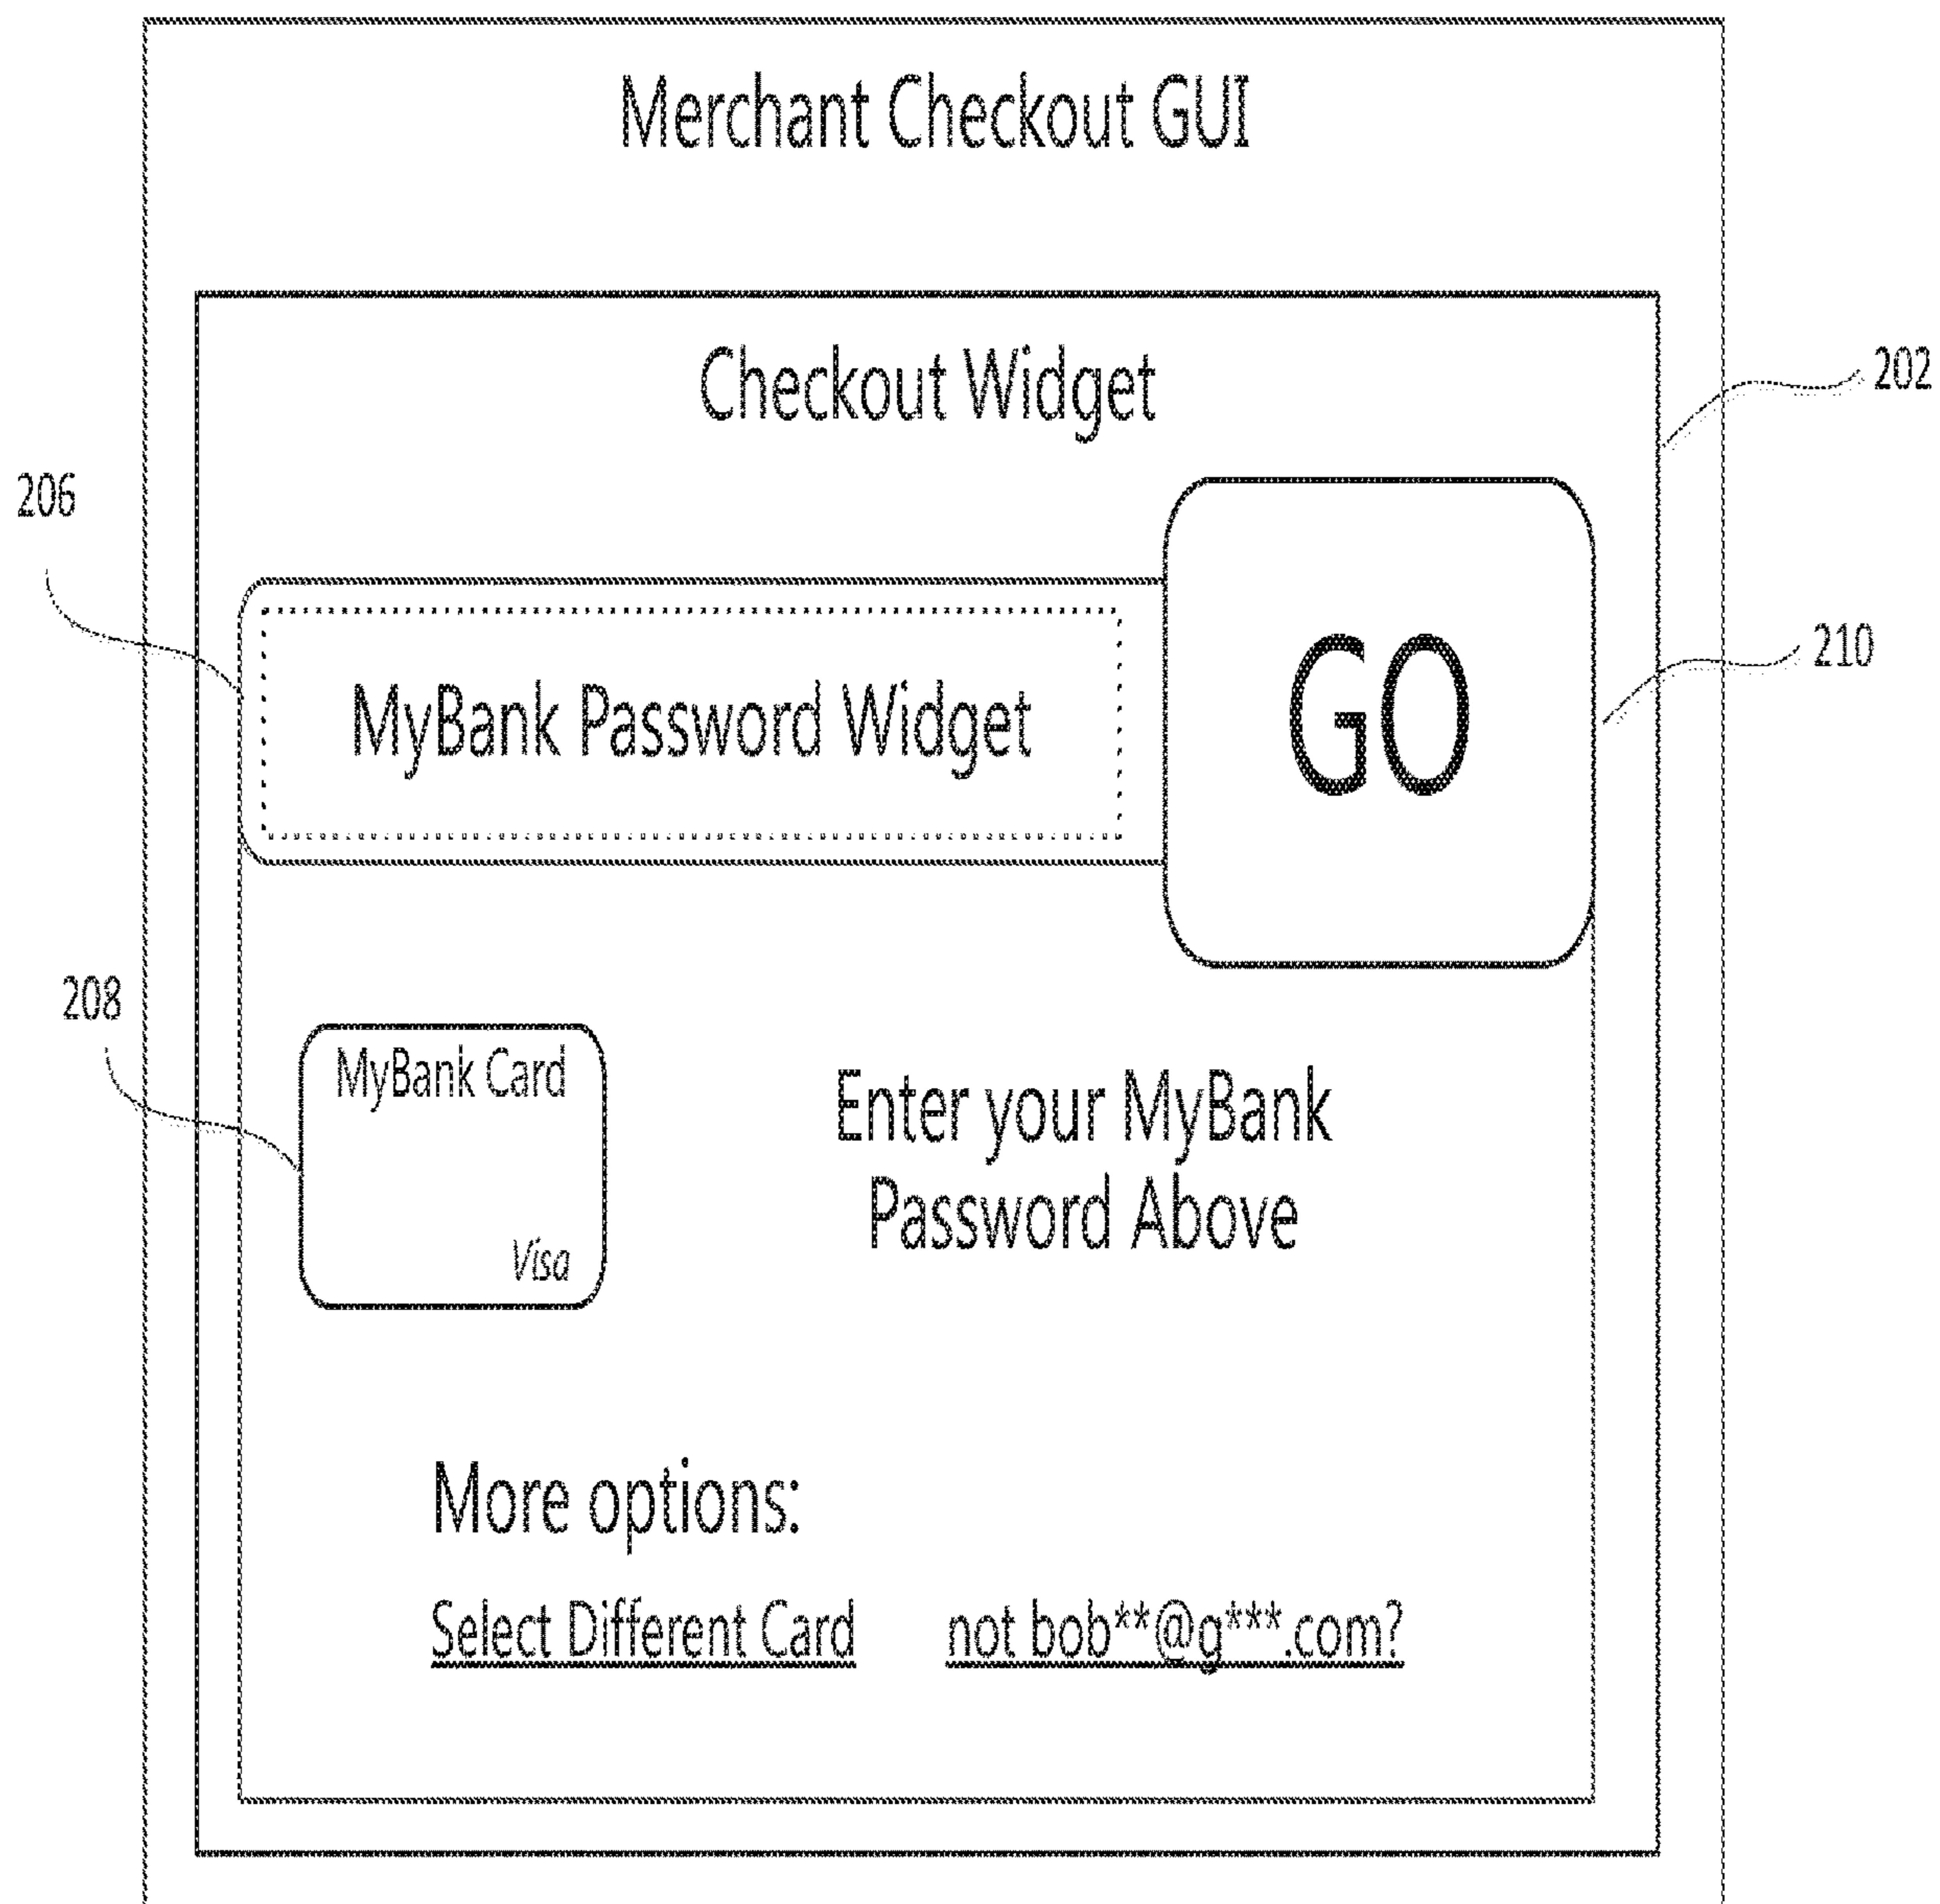 Merchant Checkout GUI
Checkout Widget
202
206
MyBank Password Widget
GO
210
208
MyBank Card
Visa
Enter your MyBank
Password Above
More options:
Select Different Card
not bob**@g***.com?